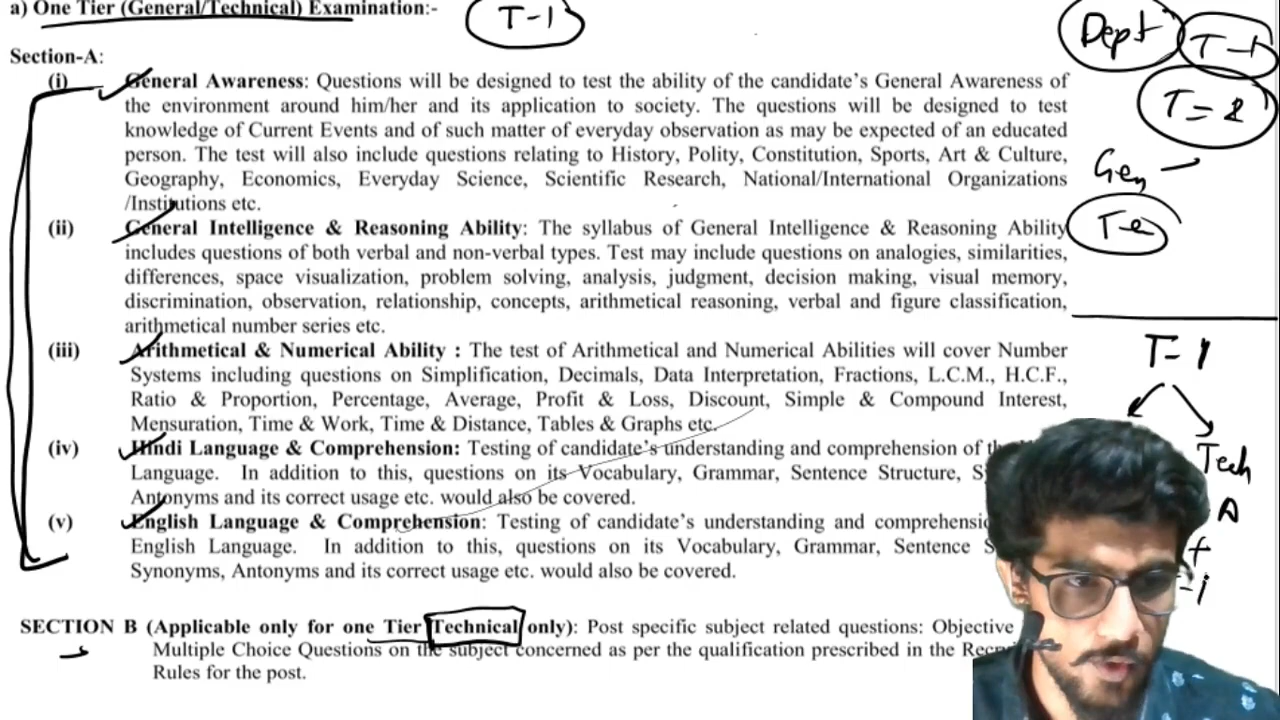 a) One Tier (General/Technical) Examination:-
T-1
Dept T-1
T-2
Gen
Te
Section-A:
(i) General Awareness: Questions will be designed to test the ability of the candidate's General Awareness of
the environment around him/her and its application to society. The questions will be designed to test
knowledge of Current Events and of such matter of everyday observation as may be expected of an educated
person. The test will also include questions relating to History, Polity, Constitution, Sports, Art & Culture,
Geography, Economics, Everyday Science, Scientific Research, National/International Organizations
/Institutions etc.
(ii) General Intelligence & Reasoning Ability: The syllabus of General Intelligence & Reasoning Ability
includes questions of both verbal and non-verbal types. Test may include questions on analogies, similarities,
differences, space visualization, problem solving, analysis, judgment, decision making, visual memory,
discrimination, observation, relationship, concepts, arithmetical reasoning, verbal and figure classification,
arithmetical number series etc.
(iii) Arithmetical & Numerical Ability : The test of Arithmetical and Numerical Abilities will cover Number
Systems including questions on Simplification, Decimals, Data Interpretation, Fractions, L.C.M., H.C.F.,
Ratio & Proportion, Percentage, Average, Profit & Loss, Discount, Simple & Compound Interest,
Mensuration, Time & Work, Time & Distance, Tables & Graphs etc.
(iv) Hindi Language & Comprehension: Testing of candidate's understanding and comprehension of
Language. In addition to this, questions on its Vocabulary, Grammar, Sentence Structure,
Antonyms and its correct usage etc. would also be covered.
(v) English Language & Comprehension: Testing of candidate's understanding and
English Language. In addition to this, questions on its Vocabulary, Grammar, Sentence
Synonyms, Antonyms and its correct usage etc. would also be covered.
SECTION B (Applicable only for one Tier Technical only): Post specific subject related questions: Objective
Multiple Choice Questions on the subject concerned as per the qualification prescribed in the
Rules for the post.
T-1
Tech
A
+